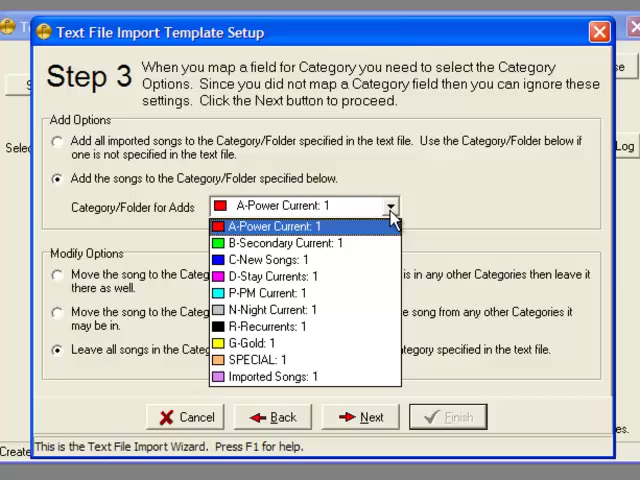 Text File Import Template Setup
Step 3
When you map a field for Category you need to select the Category
Options. Since you did not map a Category field then you can ignore these
settings. Click the Next button to proceed.
Add Options
Add all imported songs to the Category/Folder specified in the text file. Use the Category/Folder below if
one is not specified in the text file.
Add the songs to the Category/Folder specified below.
Category/Folder for Adds
A-Power Current: 1
A-Power Current: 1
B-Secondary Current: 1
C-New Songs: 1
D-Stay Currents: 1
P-PM Current: 1
N-Night Current: 1
R-Recurrents: 1
G-Gold: 1
SPECIAL: 1
Imported Songs: 1
Modify Options
Move the song to the Categ is in any other Categories then leave it
there as well.
Move the song to the Categ e song from any other Categories it
may be in.
Leave all songs in the Categ ategory specified in the text file.
Cancel
Back
Next
Finish
This is the Text File Import Wizard. Press F1 for help.
Selec
Log
Create
es.